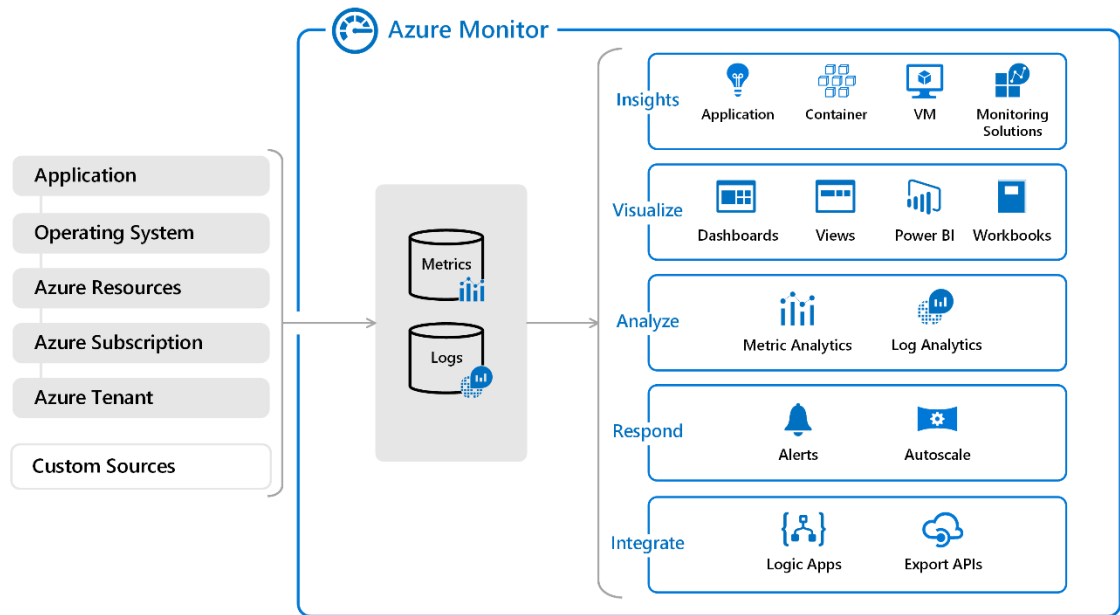 Azure Monitor
Application
Operating System
Azure Resources
Azure Subscription
Azure Tenant
Custom Sources
Metrics
Logs
Insights
Application
Container
VM
Monitoring
Solutions
Visualize
Dashboards
Views
Power BI
Workbooks
Analyze
Metric Analytics
Log Analytics
Respond
Alerts
Autoscale
Integrate
Logic Apps
Export APIs